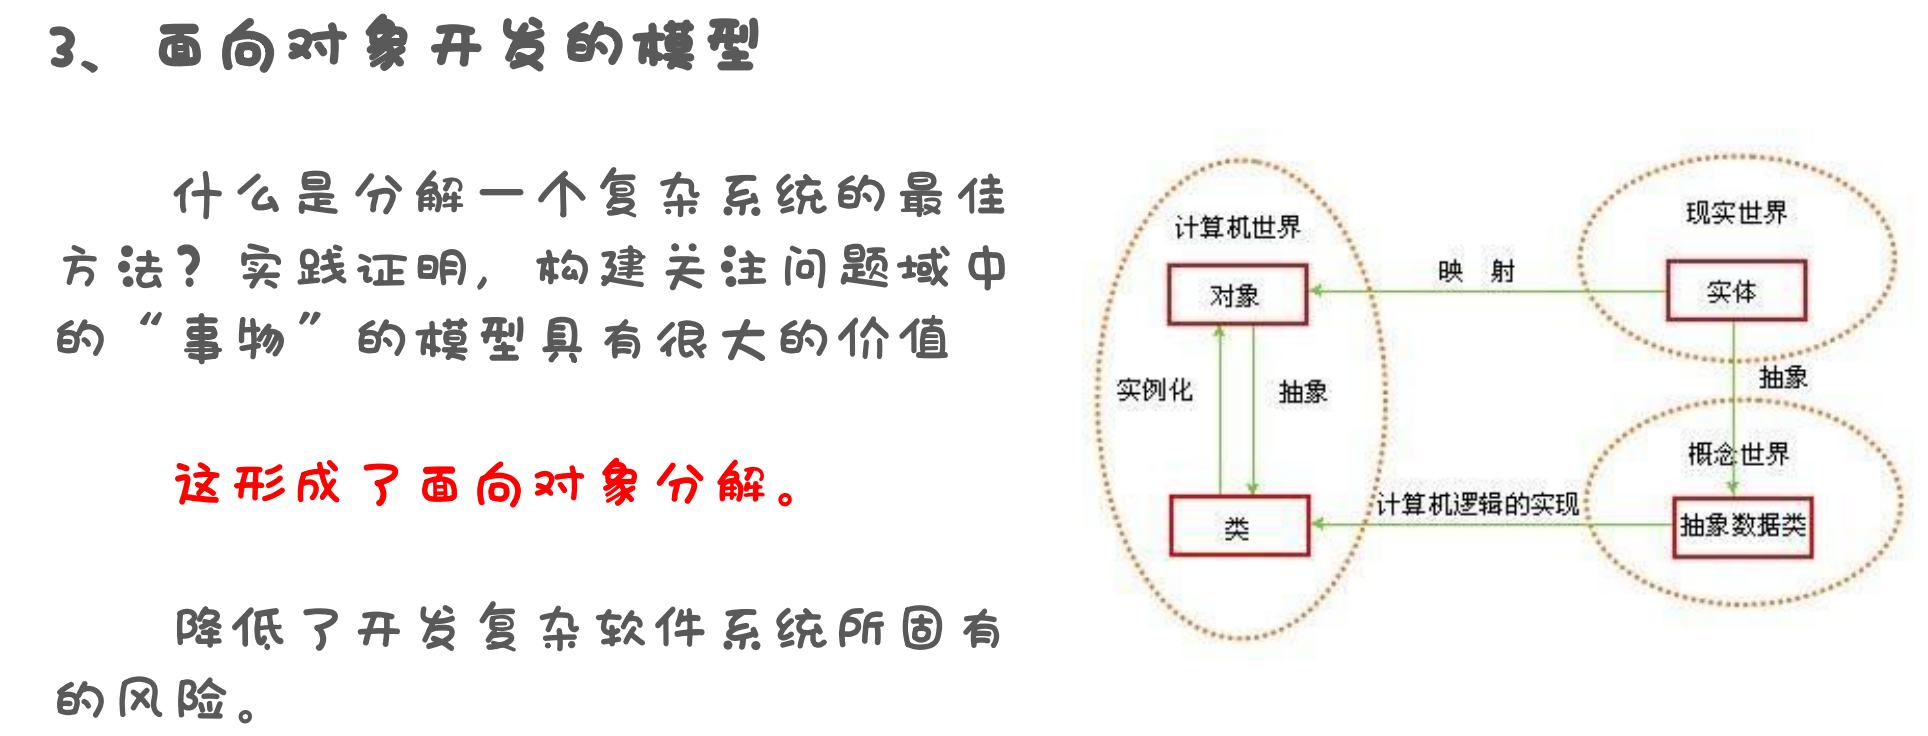 3、面向对象开发的模型
什么是分解一个复杂系统的最佳
方法？实践证明，构建关注问题域中
的“事物”的模型具有很大的价值
这形成了面向对象分解。
降低了开发复杂软件系统所固有
的风险。
计算机世界
现实世界
对象
映 射
实体
实例化
抽象
抽象
概念世界
类
计算机逻辑的实现
抽象数据类